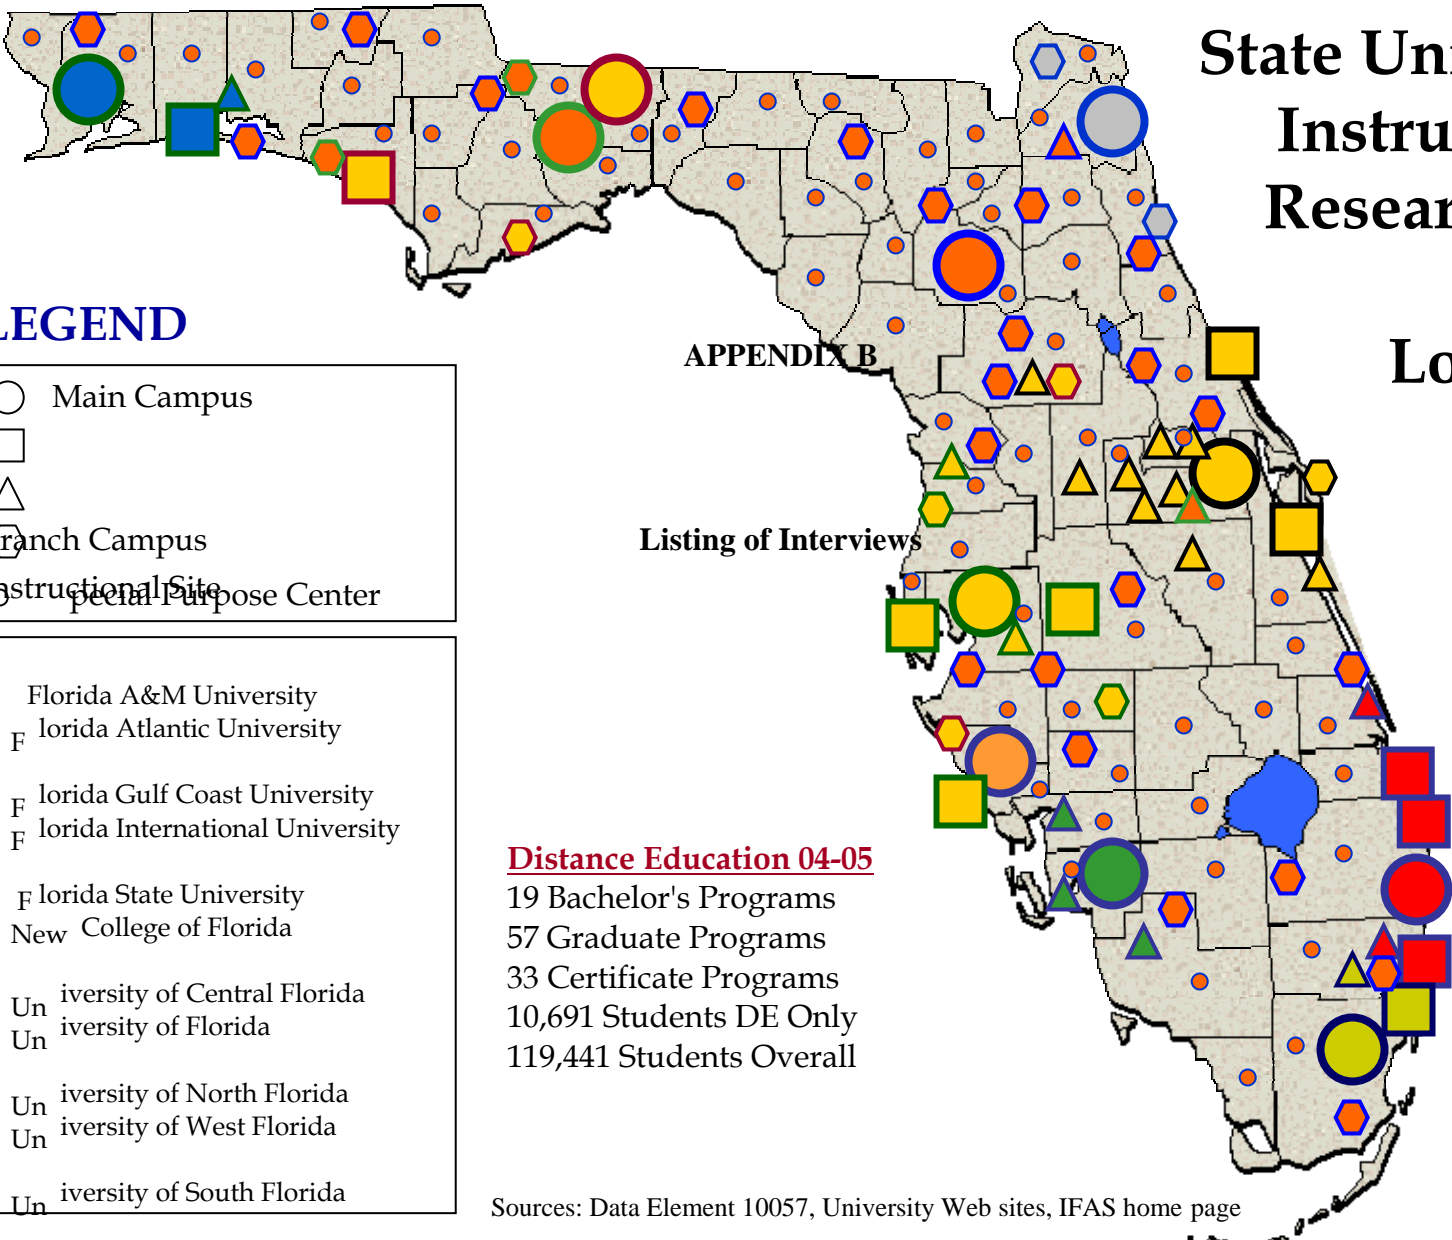 State Uni
Instru
Resear
Lo
LEGEND
Main Campus
ranch Campus
nstructional Site
pecial Purpose Center
APPENDIX B
Listing of Interviews
Florida A&M University
F lorida Atlantic University
F lorida Gulf Coast University
F lorida International University
F lorida State University
New College of Florida
Un iversity of Central Florida
Un iversity of Florida
Un iversity of North Florida
Un iversity of West Florida
Un iversity of South Florida
Distance Education 04-05
19 Bachelor's Programs
57 Graduate Programs
33 Certificate Programs
10,691 Students DE Only
119,441 Students Overall
Sources: Data Element 10057, University Web sites, IFAS home page